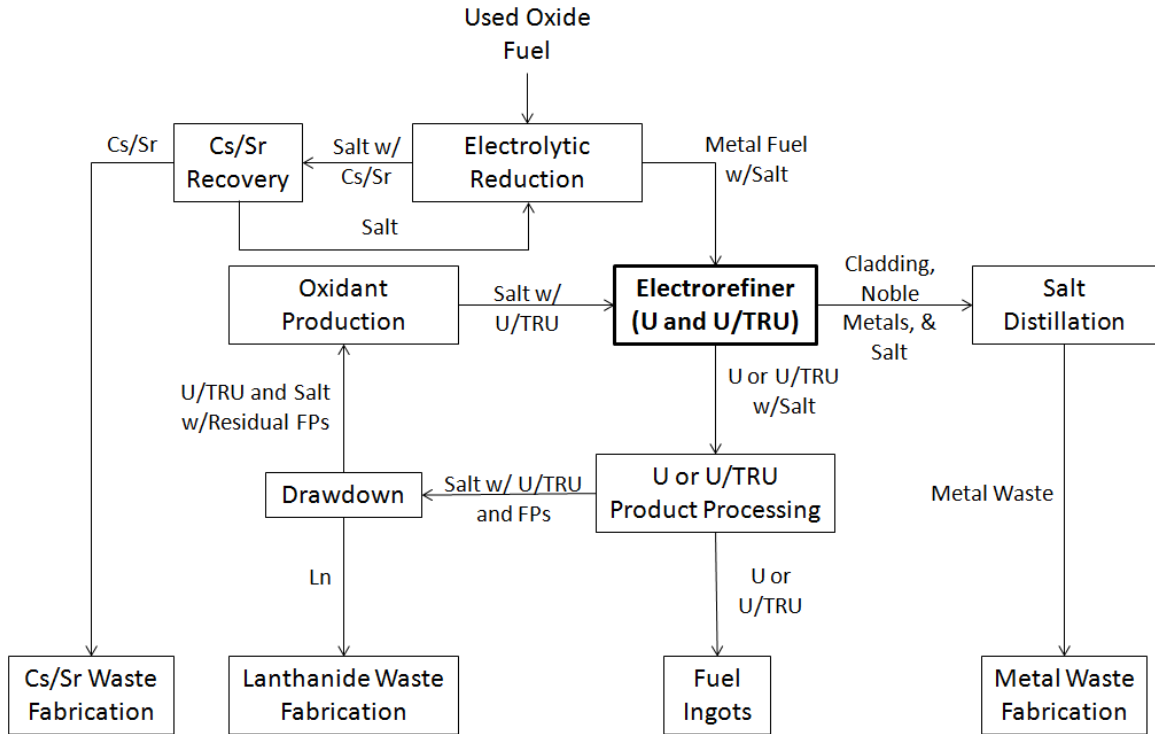 Used Oxide
Fuel
Cs/Sr
Cs/Sr
Recovery
Salt w/
Cs/Sr
Electrolytic
Reduction
Metal Fuel
w/Salt
Salt
Oxidant
Production
Salt w/
U/TRU
Electrorefiner
(U and U/TRU)
Cladding,
Noble
Metals, &
Salt
Salt
Distillation
U/TRU and Salt
w/Residual FPs
U or U/TRU
w/Salt
Drawdown
Salt w/ U/TRU
and FPs
U or U/TRU
Product Processing
Metal Waste
Ln
U or
U/TRU
Cs/Sr Waste
Fabrication
Lanthanide Waste
Fabrication
Fuel
Ingots
Metal Waste
Fabrication